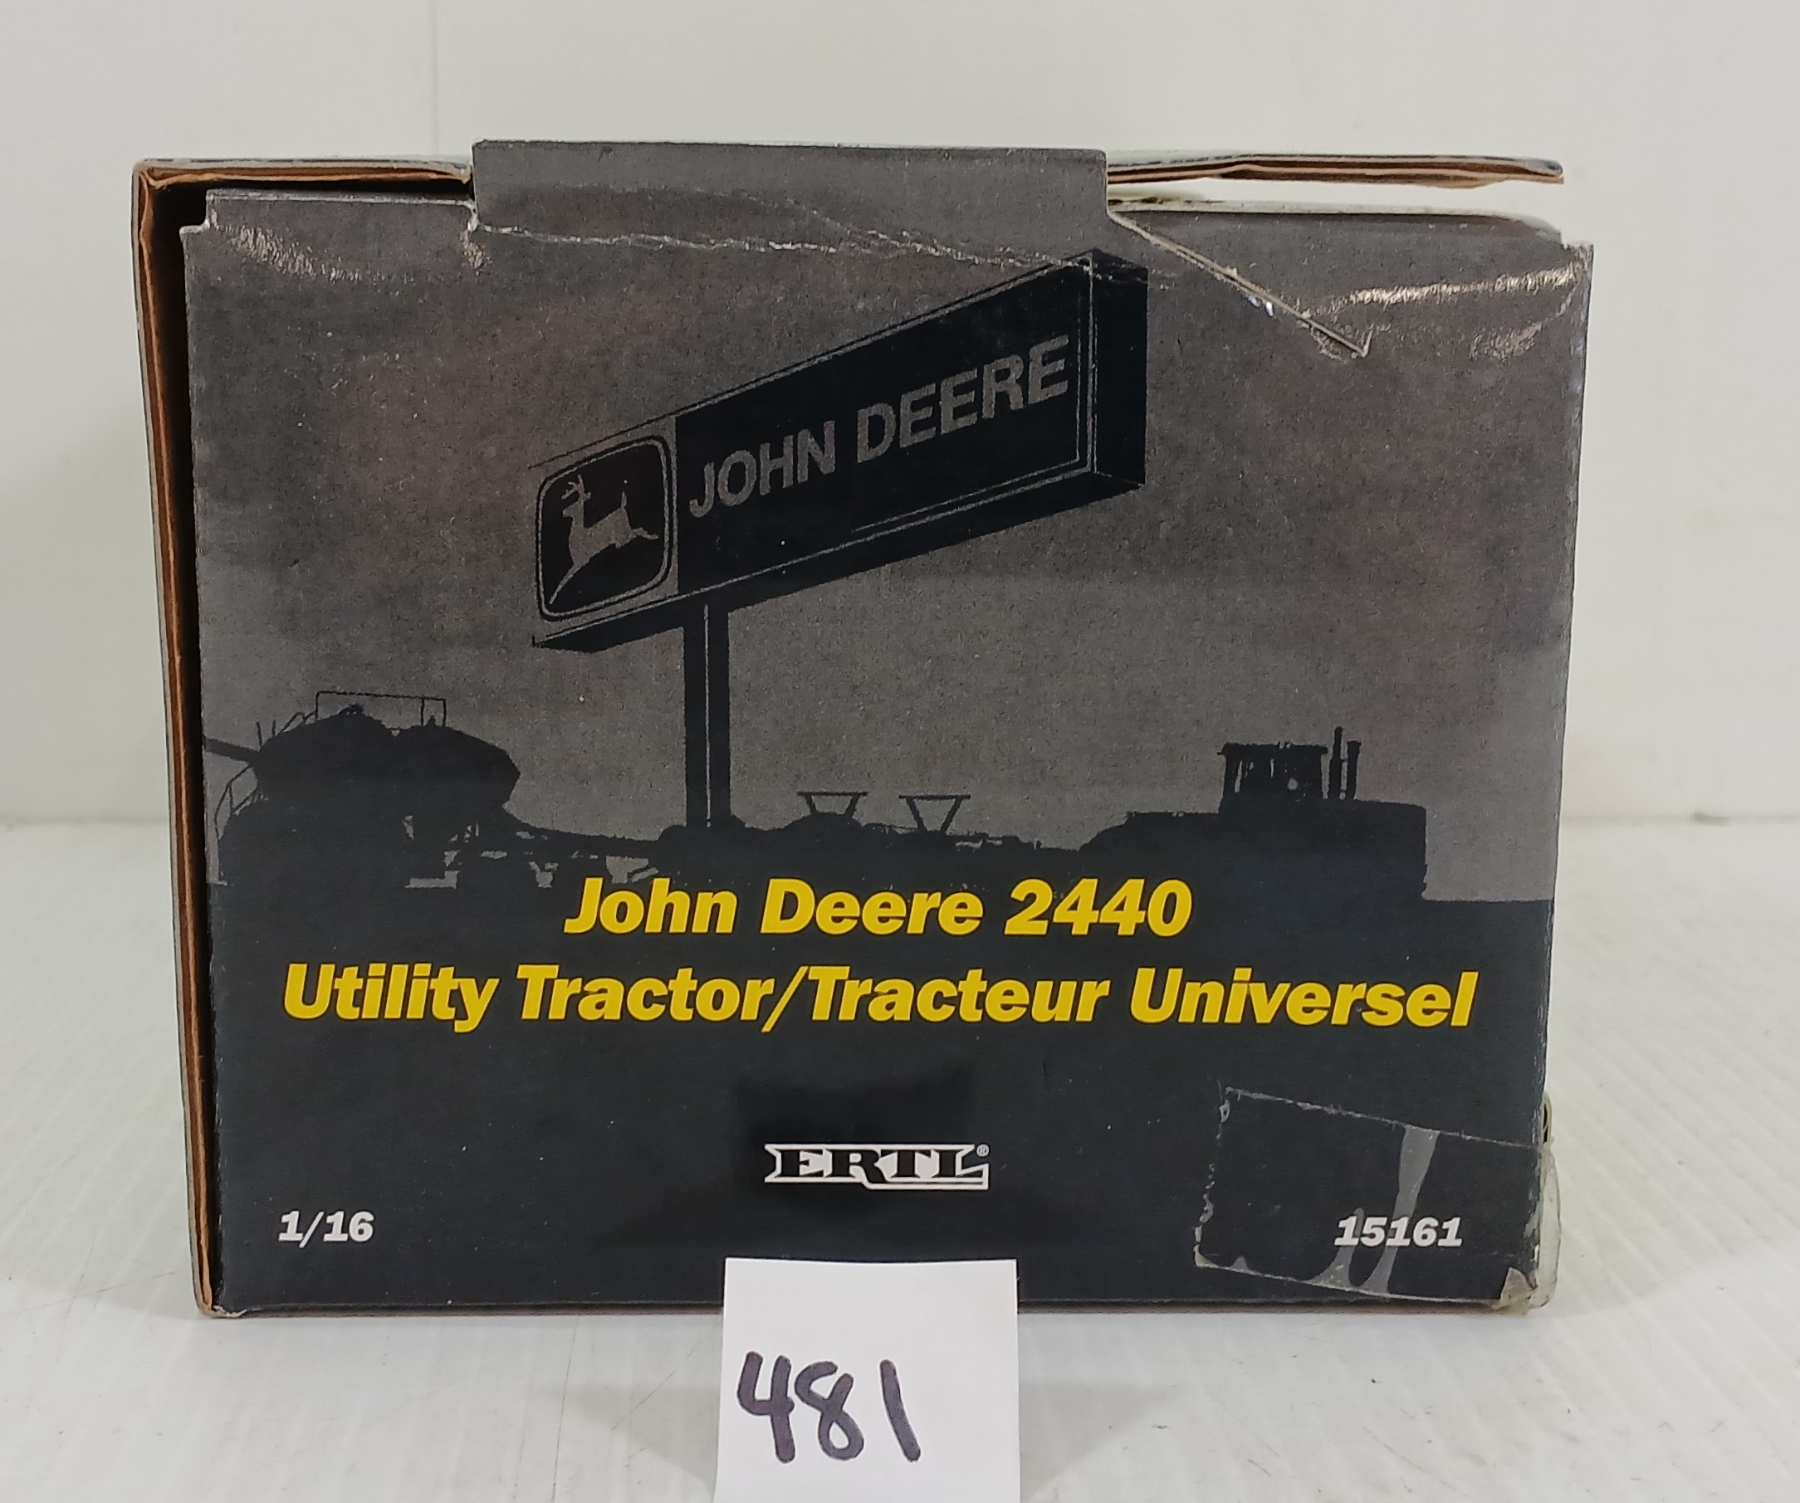 JOHN DEERE
John Deere 2440
Utility Tractor/Tracteur Universel
ERTL®
1/16
15161
481